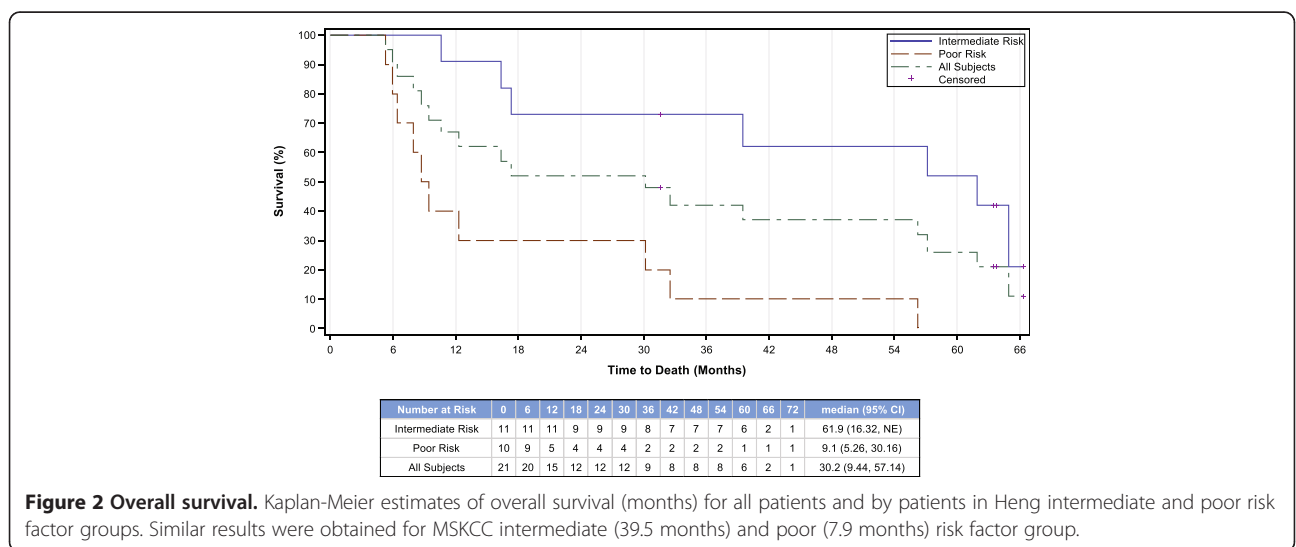 100
90
80
70
60
50
40
30
20
10
0
Survival (%)
Intermediate Risk
Poor Risk
All Subjects
Censored
0 6 12 18 24 30 36 42 48 54 60 66
Time to Death (Months)
Number at Risk 0 6 12 18 24 30 36 42 48 54 60 66 72 median (95% CI)
Intermediate Risk 11 11 11 9 9 9 8 7 7 7 6 2 1 61.9 (16.32, NE)
Poor Risk 10 9 5 4 4 4 2 2 2 2 1 1 1 9.1 (5.26, 30.16)
All Subjects 21 20 15 12 12 12 9 8 8 8 6 2 1 30.2 (9.44, 57.14)
Figure 2 Overall survival. Kaplan-Meier estimates of overall survival (months) for all patients and by patients in Heng intermediate and poor risk
factor groups. Similar results were obtained for MSKCC intermediate (39.5 months) and poor (7.9 months) risk factor group.